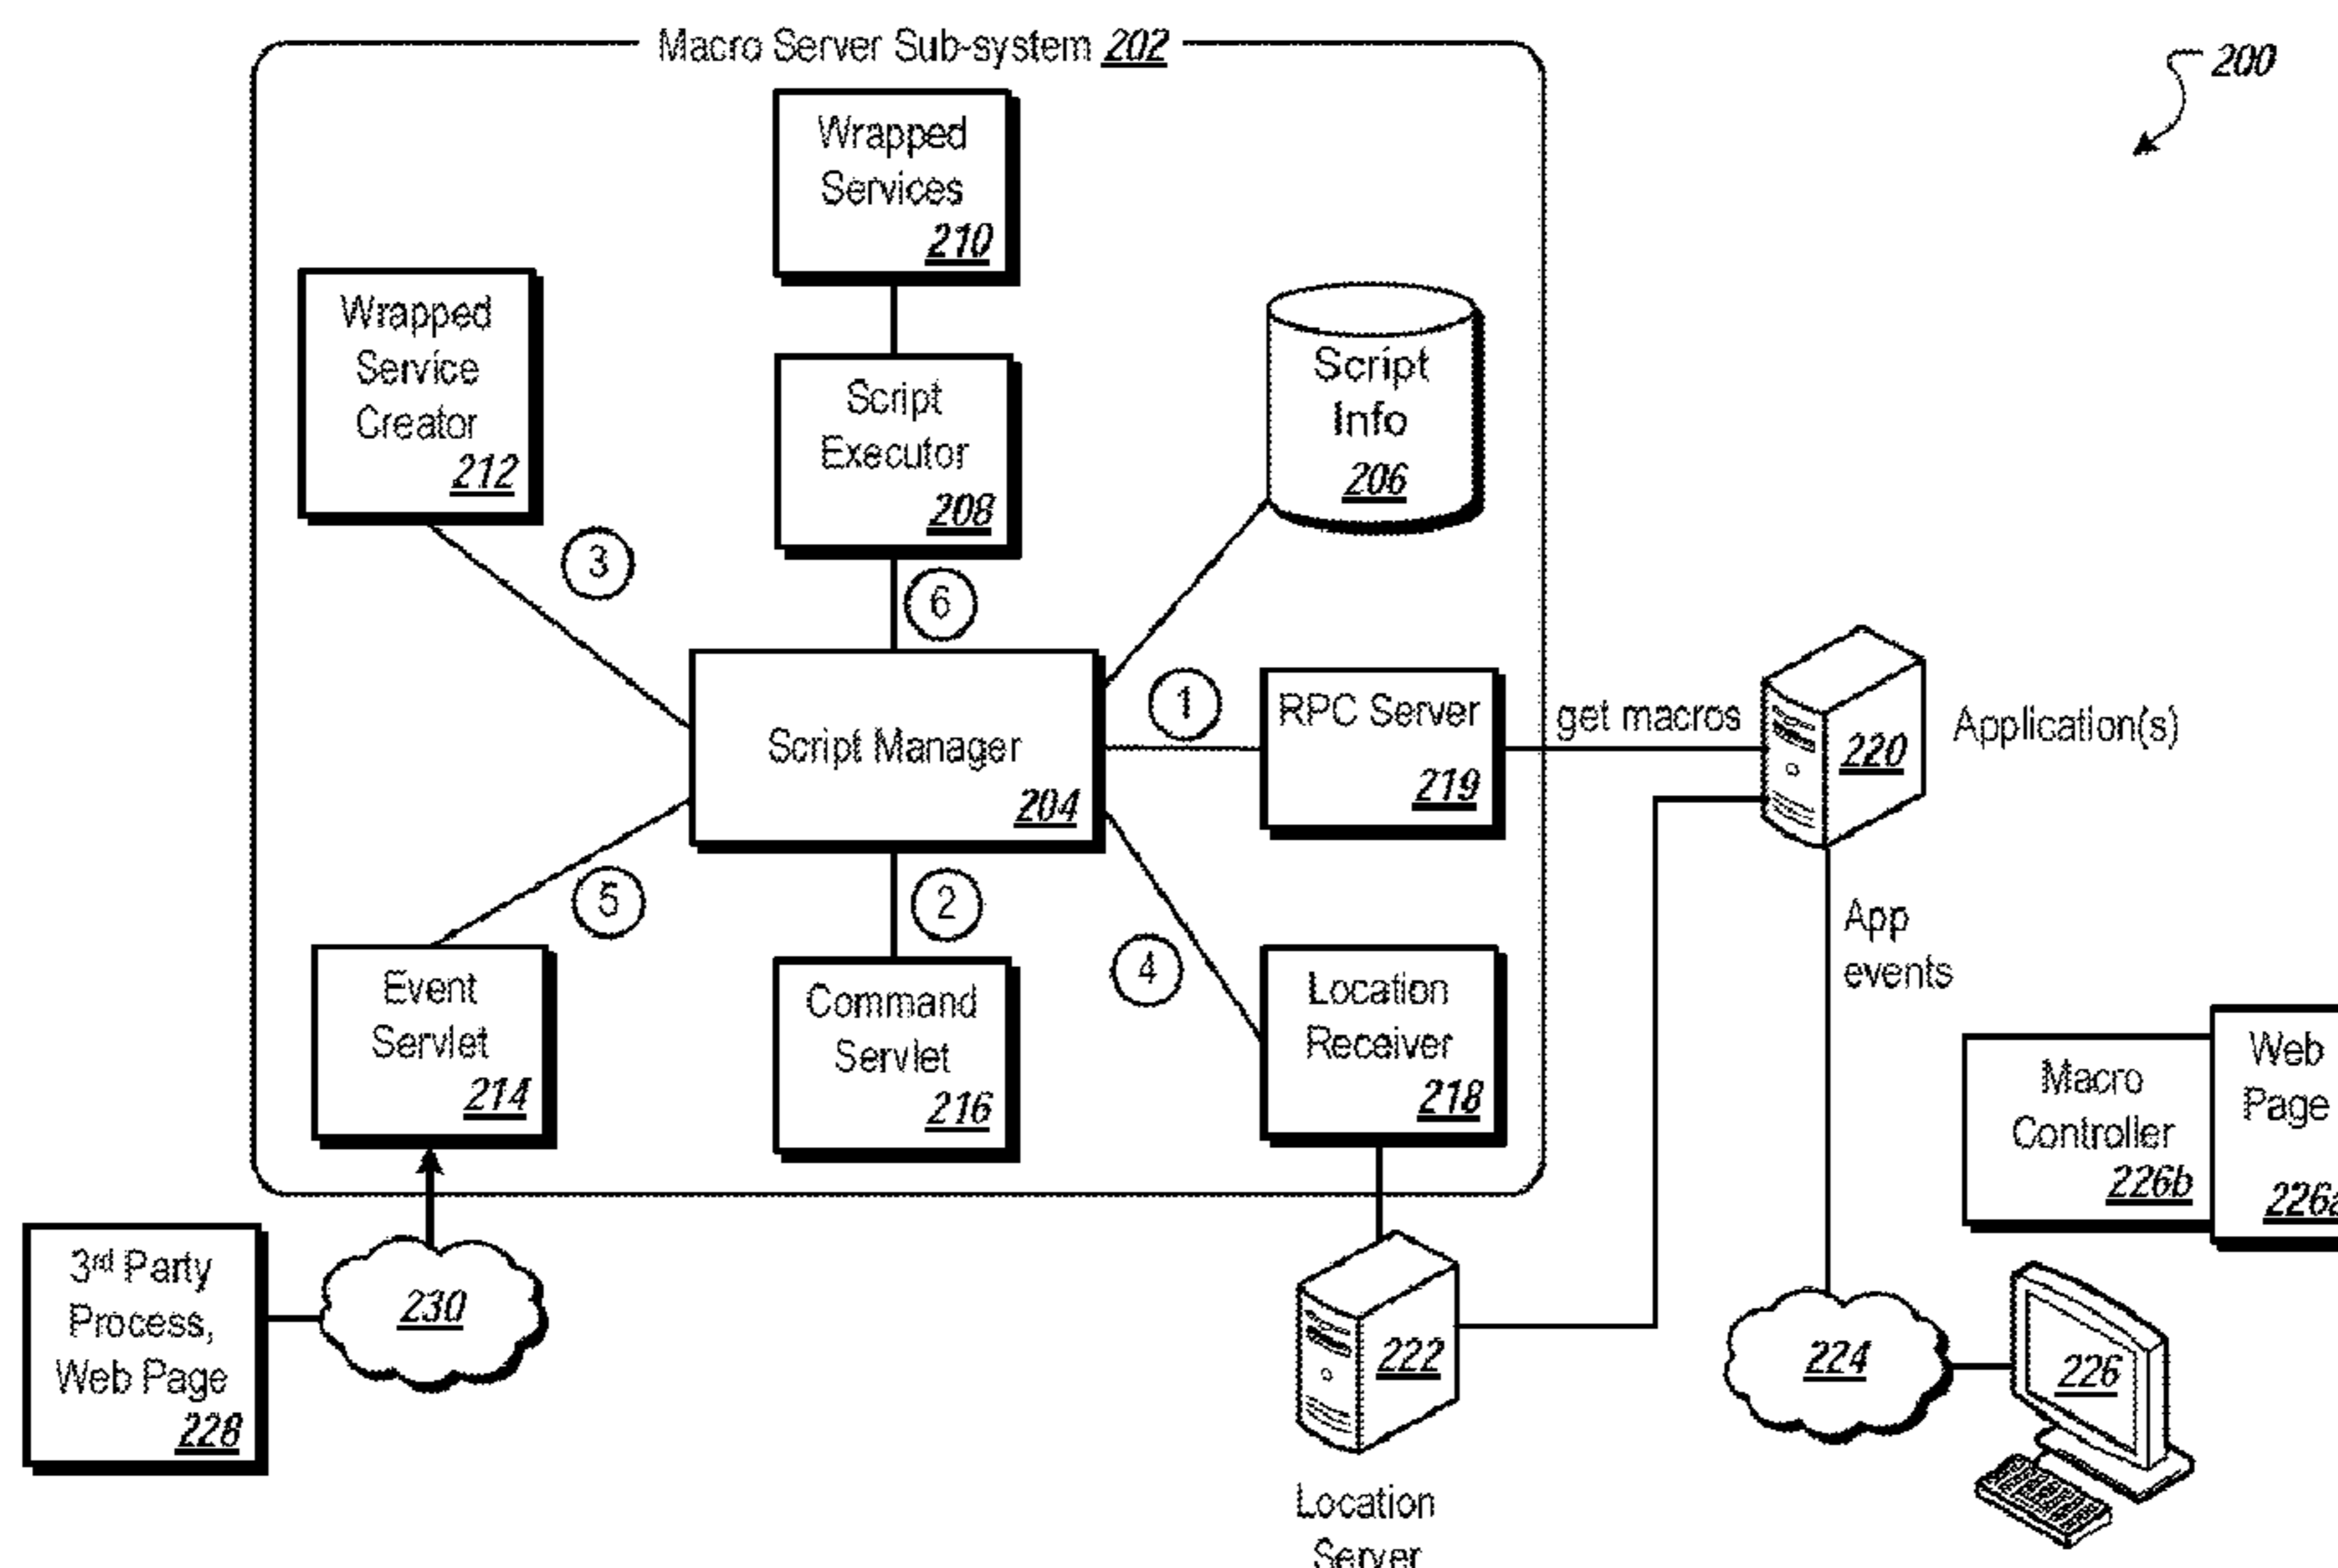 Macro Server Sub-system 202
200
Wrapped
Services
210
Wrapped
Service
Creator
212
Script
Executor
208
Script
Info
206
3
6
1
Script Manager
204
RPC Server
219
get macros
220
Application(s)
5
2
4
App
events
Event
Servlet
214
Command
Servlet
216
Location
Receiver
218
Macro
Controller
226b
Web
Page
226a
3rd Party
Process,
Web Page
228
230
222
224
226
Location
Server